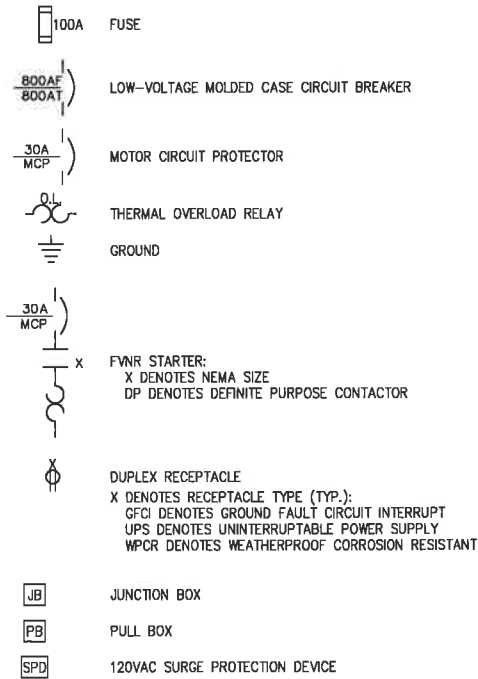 100A FUSE
800AF
800AT
LOW-VOLTAGE MOLDED CASE CIRCUIT BREAKER
30A
MCP
MOTOR CIRCUIT PROTECTOR
O.L.
THERMAL OVERLOAD RELAY
GROUND
30A
MCP
X
FVNR STARTER:
X DENOTES NEMA SIZE
DP DENOTES DEFINITE PURPOSE CONTACTOR
X
DUPLEX RECEPTACLE
X DENOTES RECEPTACLE TYPE (TYP.):
GFCI DENOTES GROUND FAULT CIRCUIT INTERRUPT
UPS DENOTES UNINTERRUPTABLE POWER SUPPLY
WPCR DENOTES WEATHERPROOF CORROSION RESISTANT
JB JUNCTION BOX
PB PULL BOX
SPD 120VAC SURGE PROTECTION DEVICE